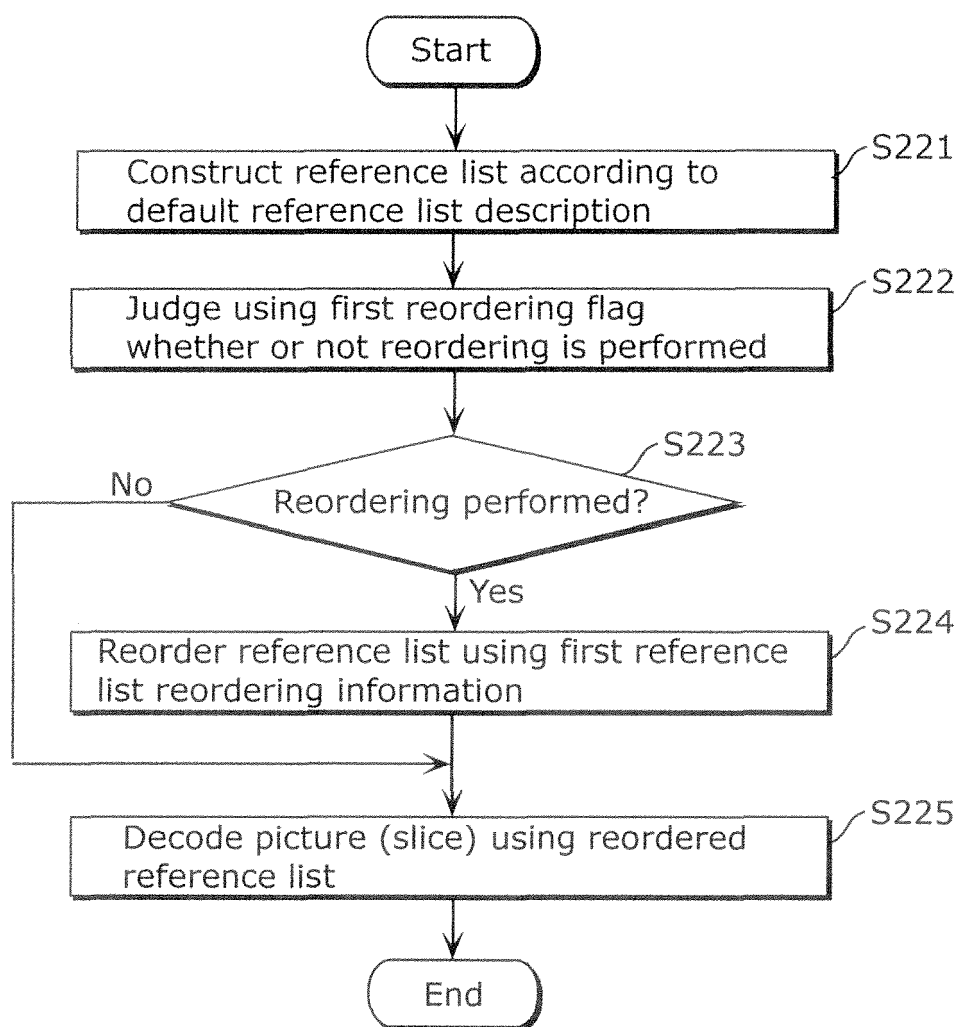 Start
S221
Construct reference list according to
default reference list description
S222
Judge using first reordering flag
whether or not reordering is performed
S223
No
Reordering performed?
Yes
S224
Reorder reference list using first reference
list reordering information
S225
Decode picture (slice) using reordered
reference list
End